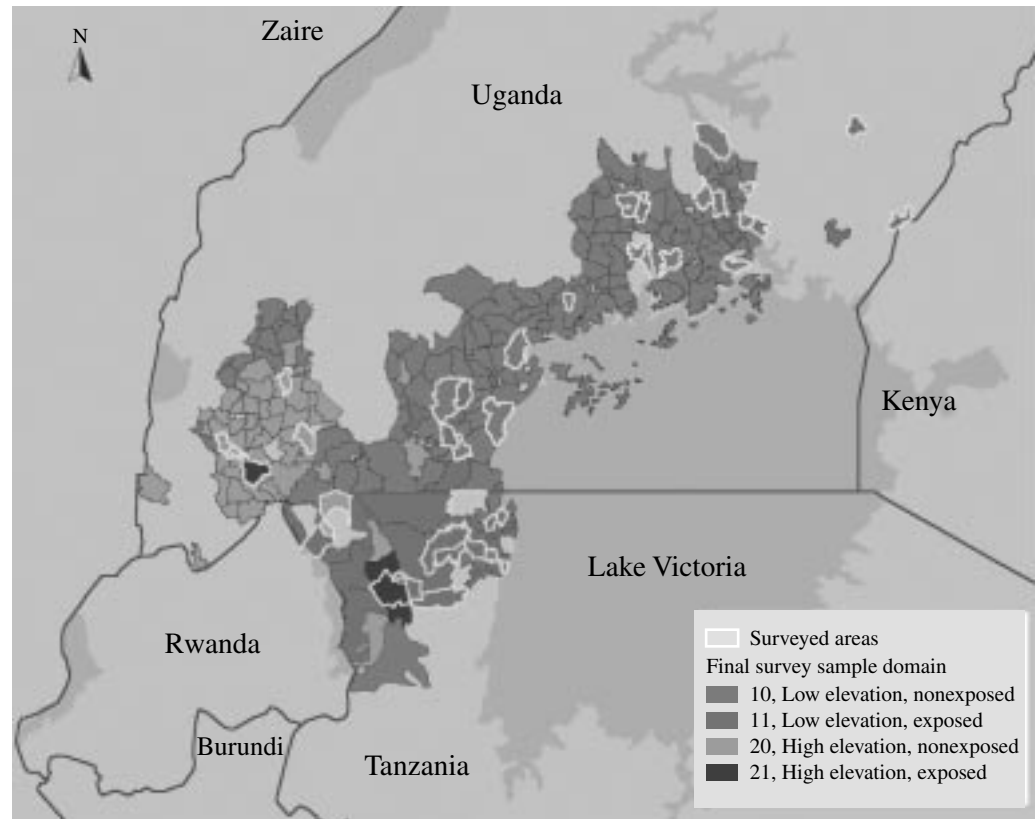 Zaire
N
Uganda
Kenya
Lake Victoria
Rwanda
Burundi
Tanzania
Surveyed areas
Final survey sample domain
10, Low elevation, nonexposed
11, Low elevation, exposed
20, High elevation, nonexposed
21, High elevation, exposed